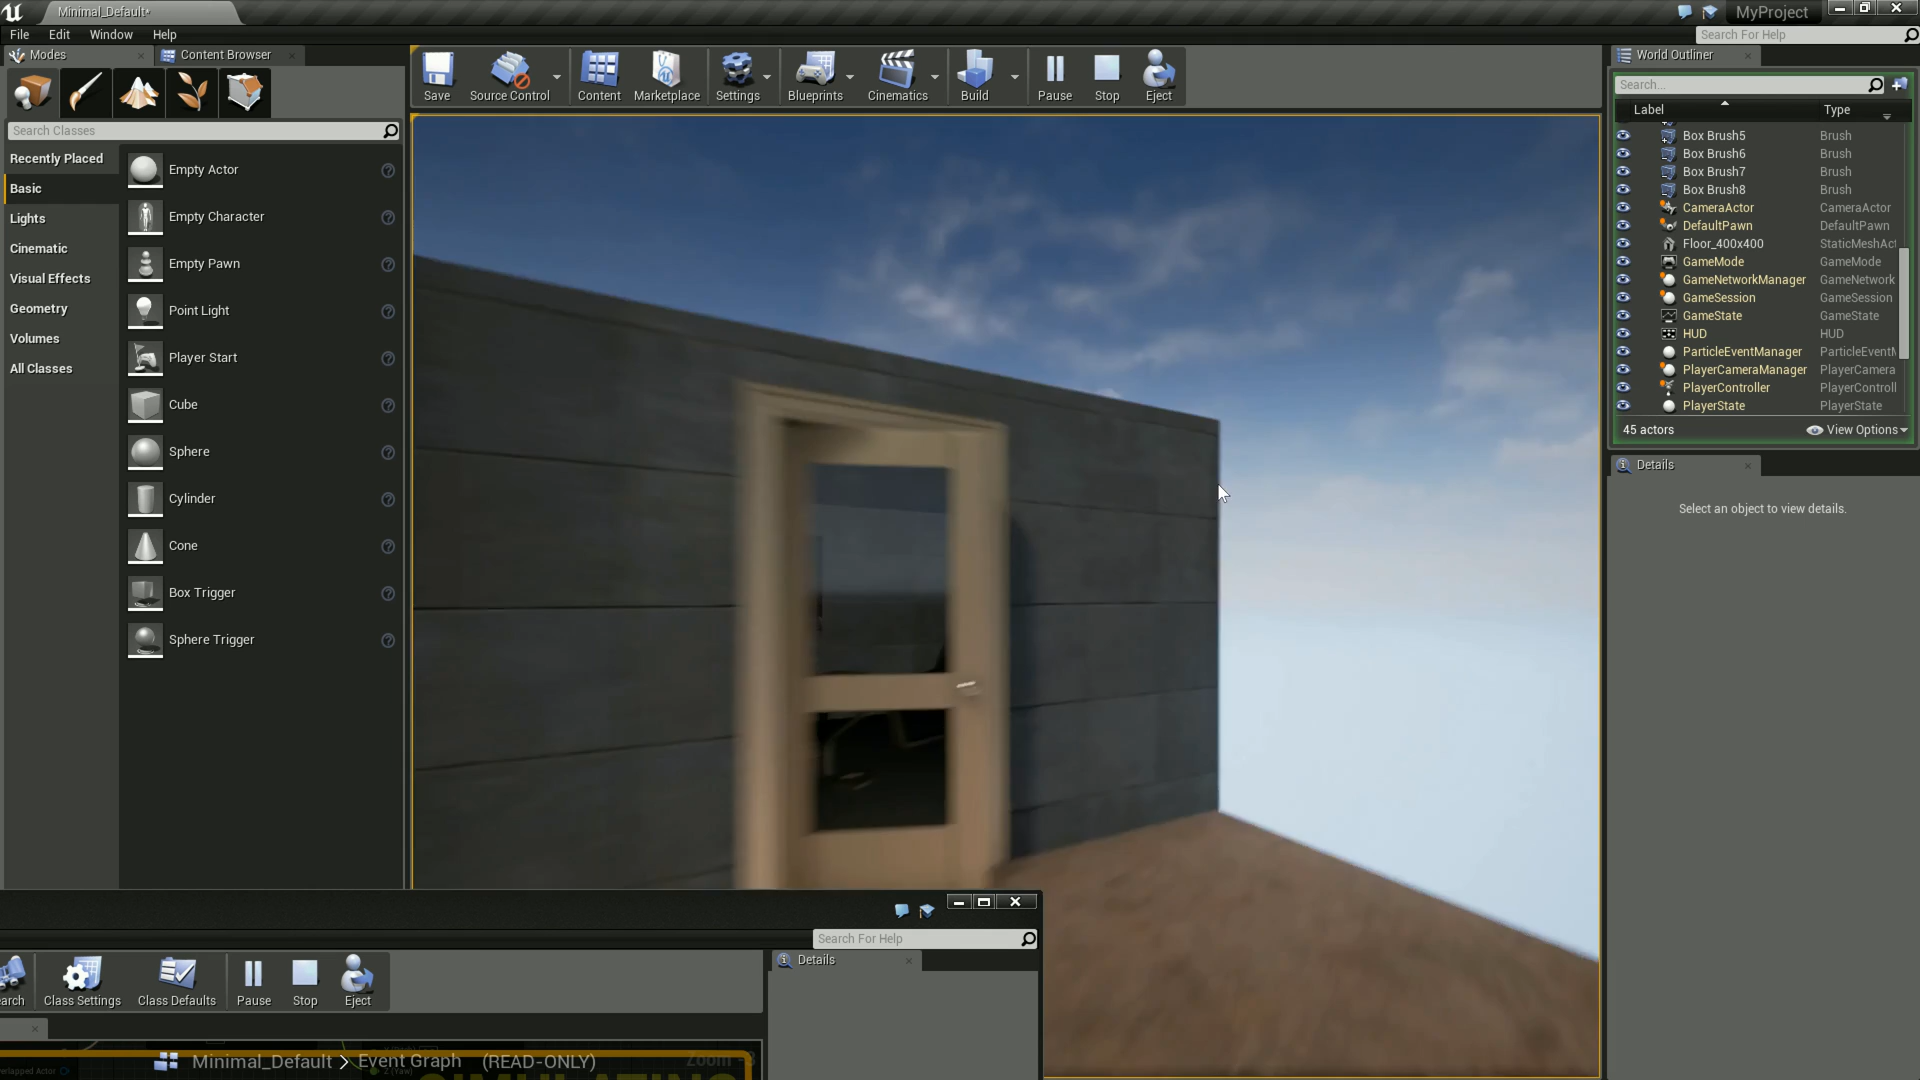 Minimal_Default*
MyProject
File Edit Window Help
Search For Help
Modes
Content Browser
World Outliner
Save
Source Control
Content
Marketplace
Settings
Blueprints
Cinematics
Build
Pause
Stop
Eject
Search...
Label Type
Search Classes
Recently Placed
Basic
Lights
Cinematic
Visual Effects
Geometry
Volumes
All Classes
Empty Actor
Empty Character
Empty Pawn
Point Light
Player Start
Cube
Sphere
Cylinder
Cone
Box Trigger
Sphere Trigger
Box Brush5 Brush
Box Brush6 Brush
Box Brush7 Brush
Box Brush8 Brush
CameraActor CameraActor
DefaultPawn DefaultPawn
Floor_400x400 StaticMeshAct
GameMode GameMode
GameNetworkManager GameNetwork
GameSession GameSession
GameState GameState
HUD HUD
ParticleEventManager ParticleEventM
PlayerCameraManager PlayerCamera
PlayerController PlayerControll
PlayerState PlayerState
45 actors
View Options
Details
Select an object to view details.
Search For Help
arch
Class Settings
Class Defaults
Pause
Stop
Eject
Details
Minimal_Default > Event Graph (READ-ONLY)
Zoom -3
erlapped Actor
Z (Yaw)
SIMULATING